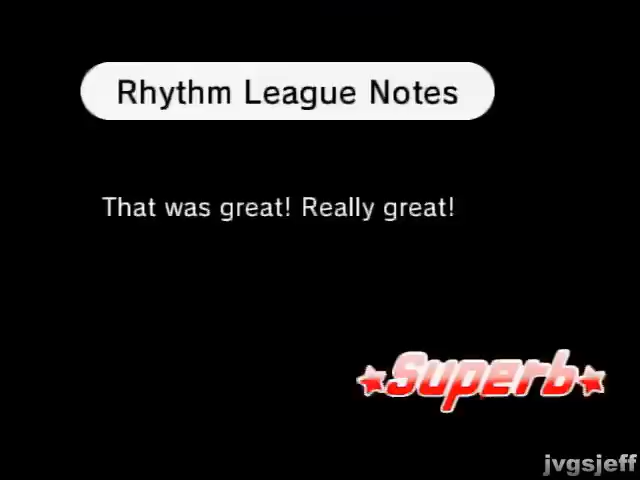 Rhythm League Notes
That was great! Really great!
Superb
jvgsjeff